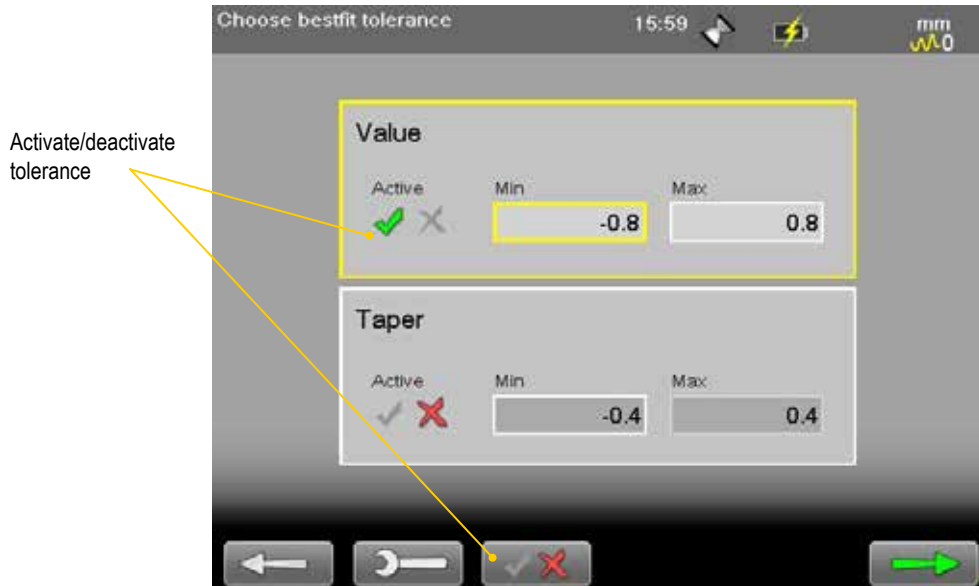 Choose bestfit tolerance 15:59 mm
0
Activate/deactivate
tolerance
Value
Active Min Max
-0.8 0.8
Taper
Active Min Max
-0.4 0.4